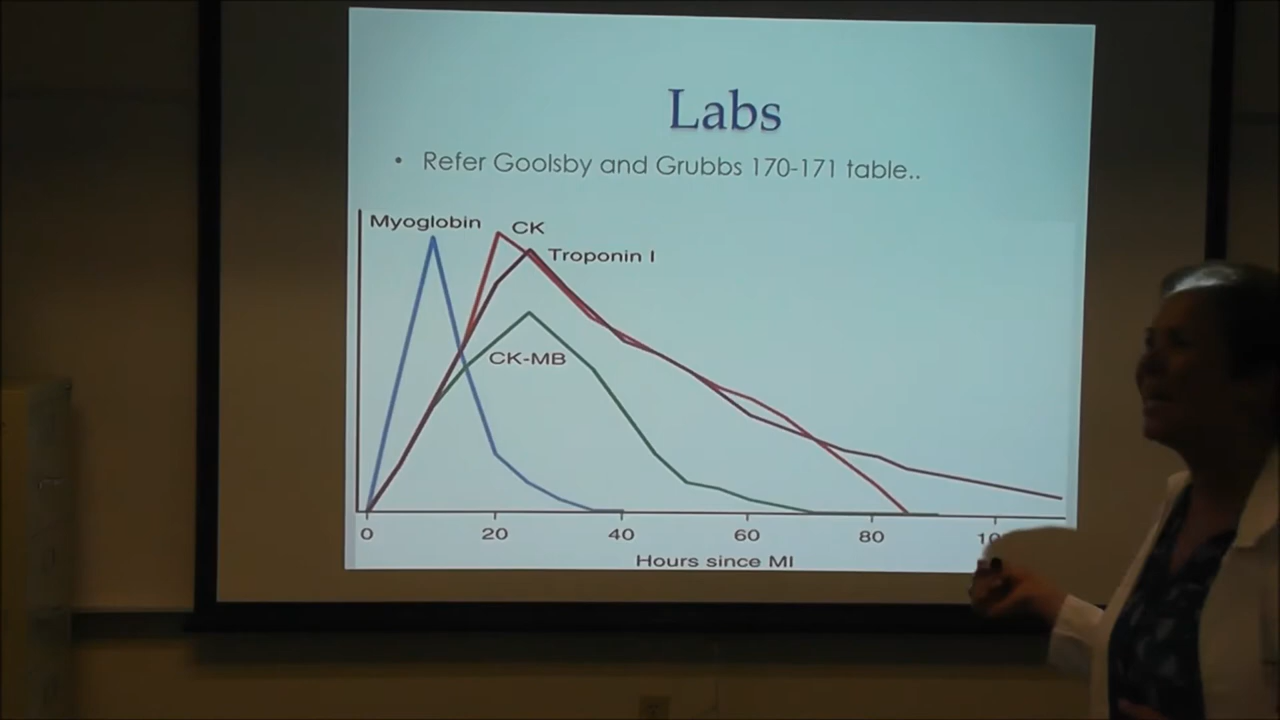 Labs
• Refer Goolsby and Grubbs 170-171 table..
Myoglobin
CK
Troponin I
CK-MB
0 20 40 60 80
Hours since MI